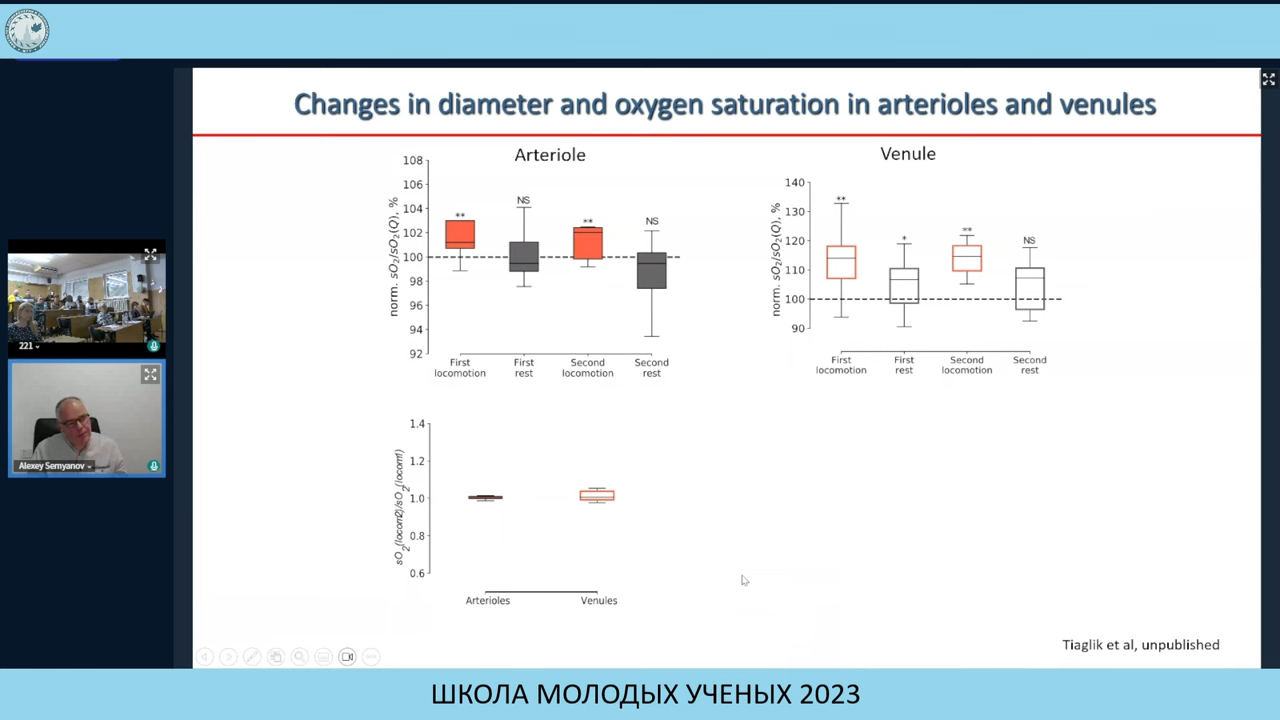 Changes in diameter and oxygen saturation in arterioles and venules
Arteriole
norm. sO2/sO2(Q), %
108
106
104
102
100
98
96
94
92
**
NS
**
NS
First locomotion
First rest
Second locomotion
Second rest
Venule
norm. sO2/sO2(Q), %
140
130
120
110
100
90
**
*
**
NS
First locomotion
First rest
Second locomotion
Second rest
sO2(locom2)/sO2(locom1)
1.4
1.2
1.0
0.8
0.6
Arterioles
Venules
221
Alexey Semyanov
Tiaglik et al, unpublished
ШКОЛА МОЛОДЫХ УЧЕНЫХ 2023